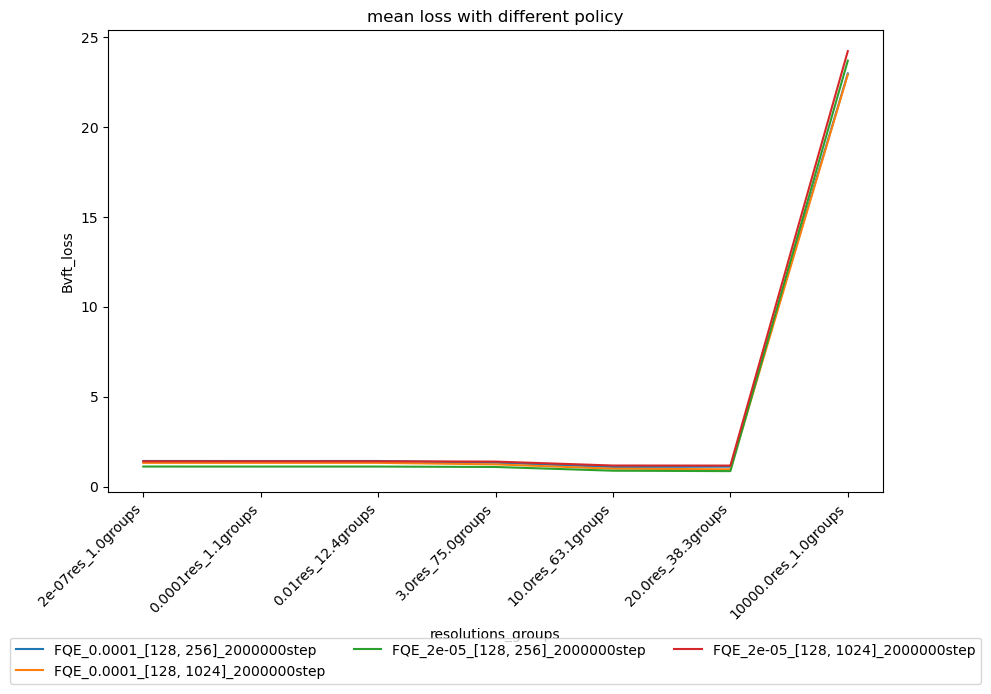 mean loss with different policy
25
20
15
10
5
0
Bvft_loss
2e-07res_1.0groups
0.0001res_1.1groups
0.01res_12.4groups
3.0res_75.0groups
10.0res_63.1groups
20.0res_38.3groups
10000.0res_1.0groups
resolutions_groups
FQE_0.0001_[128, 256]_2000000step
FQE_0.0001_[128, 1024]_2000000step
FQE_2e-05_[128, 256]_2000000step
FQE_2e-05_[128, 1024]_2000000step